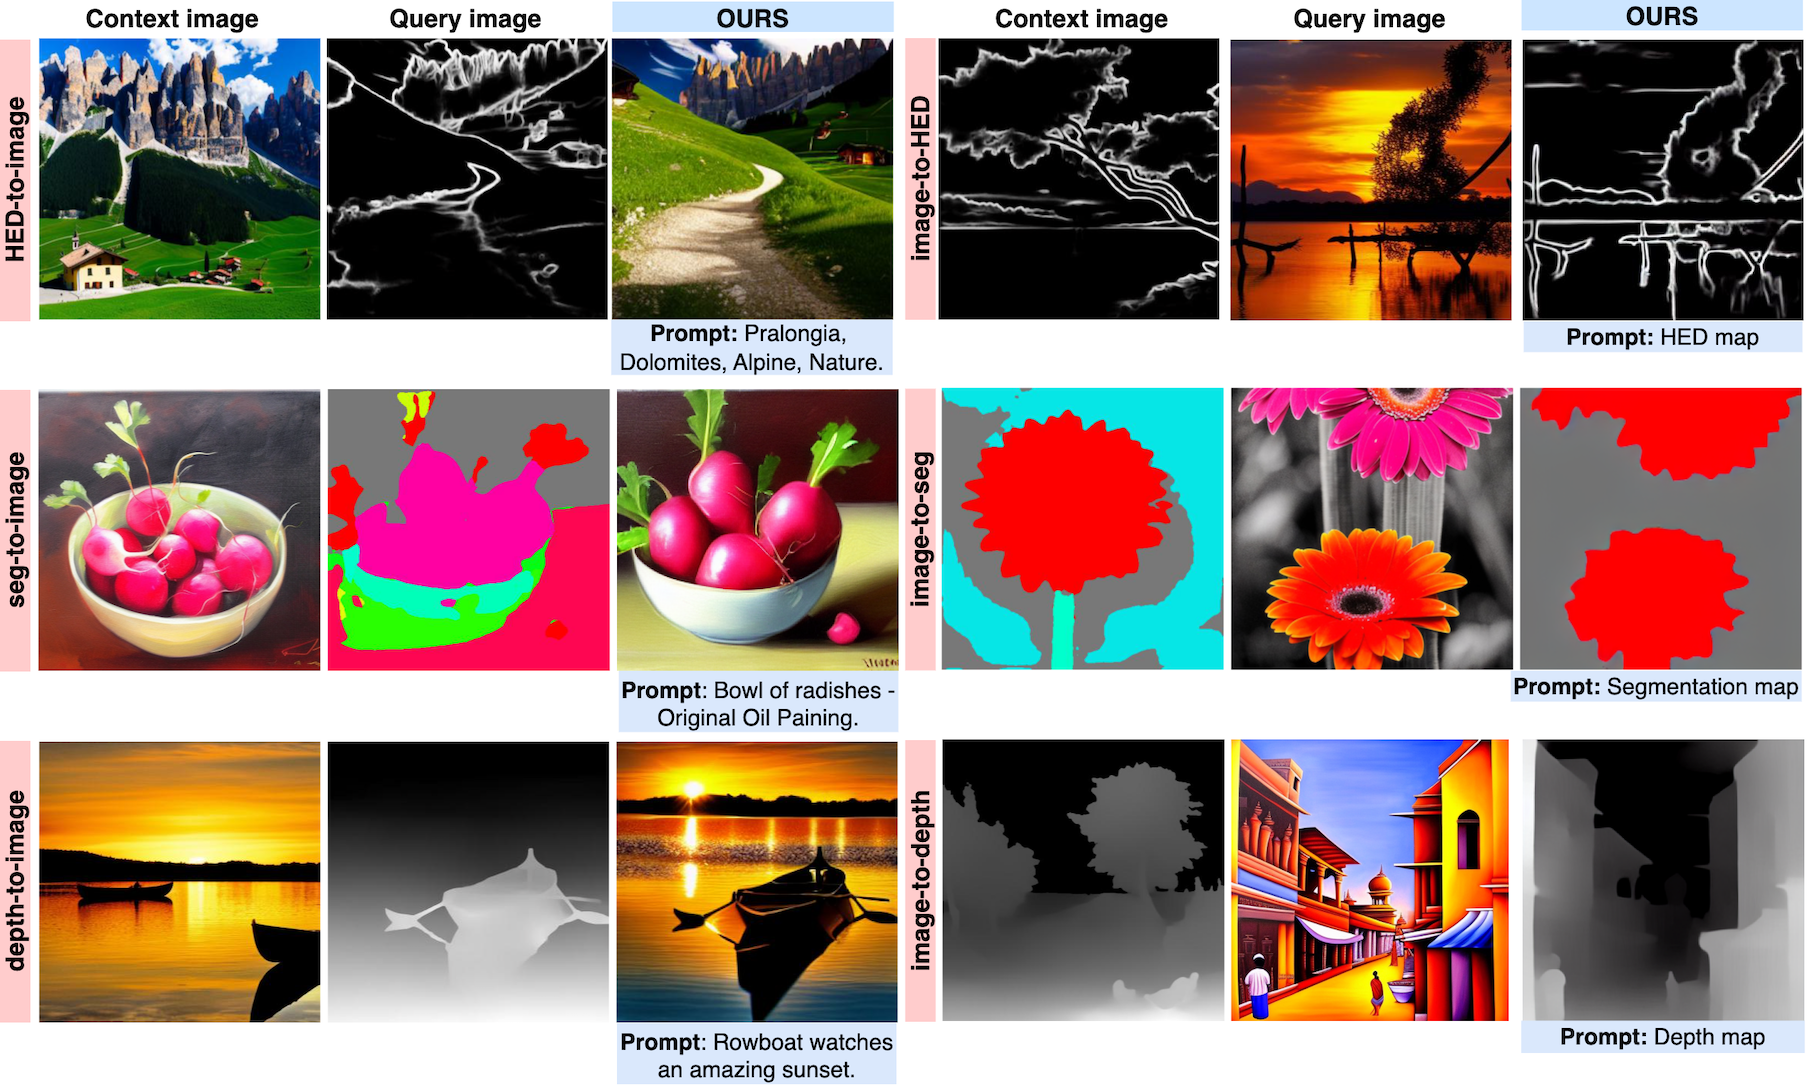 Context image
Query image
OURS
Context image
Query image
OURS
HED-to-image
image-to-HED
Prompt: Pralongia,
Dolomites, Alpine, Nature.
Prompt: HED map
seg-to-image
image-to-seg
Prompt: Bowl of radishes -
Original Oil Paining.
Prompt: Segmentation map
depth-to-image
image-to-depth
Prompt: Rowboat watches
an amazing sunset.
Prompt: Depth map